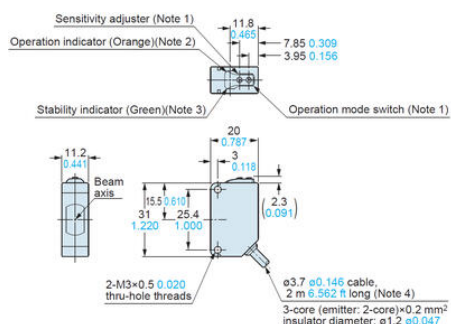 Sensitivity adjuster (Note 1)
Operation indicator (Orange)(Note 2)
11.8
0.465
7.85 0.309
3.95 0.156
Stability indicator (Green)(Note 3)
Operation mode switch (Note 1)
20
0.787
11.2
0.441
3
0.118
Beam
axis
15.5 0.610
2.3
(0.091)
31
1.220
25.4
1.000
2-M3×0.5 0.020
thru-hole threads
ø3.7 ø0.146 cable,
2 m 6.562 ft long (Note 4)
3-core (emitter: 2-core)×0.2 mm²
insulator diameter: ø1.2 ø0.047